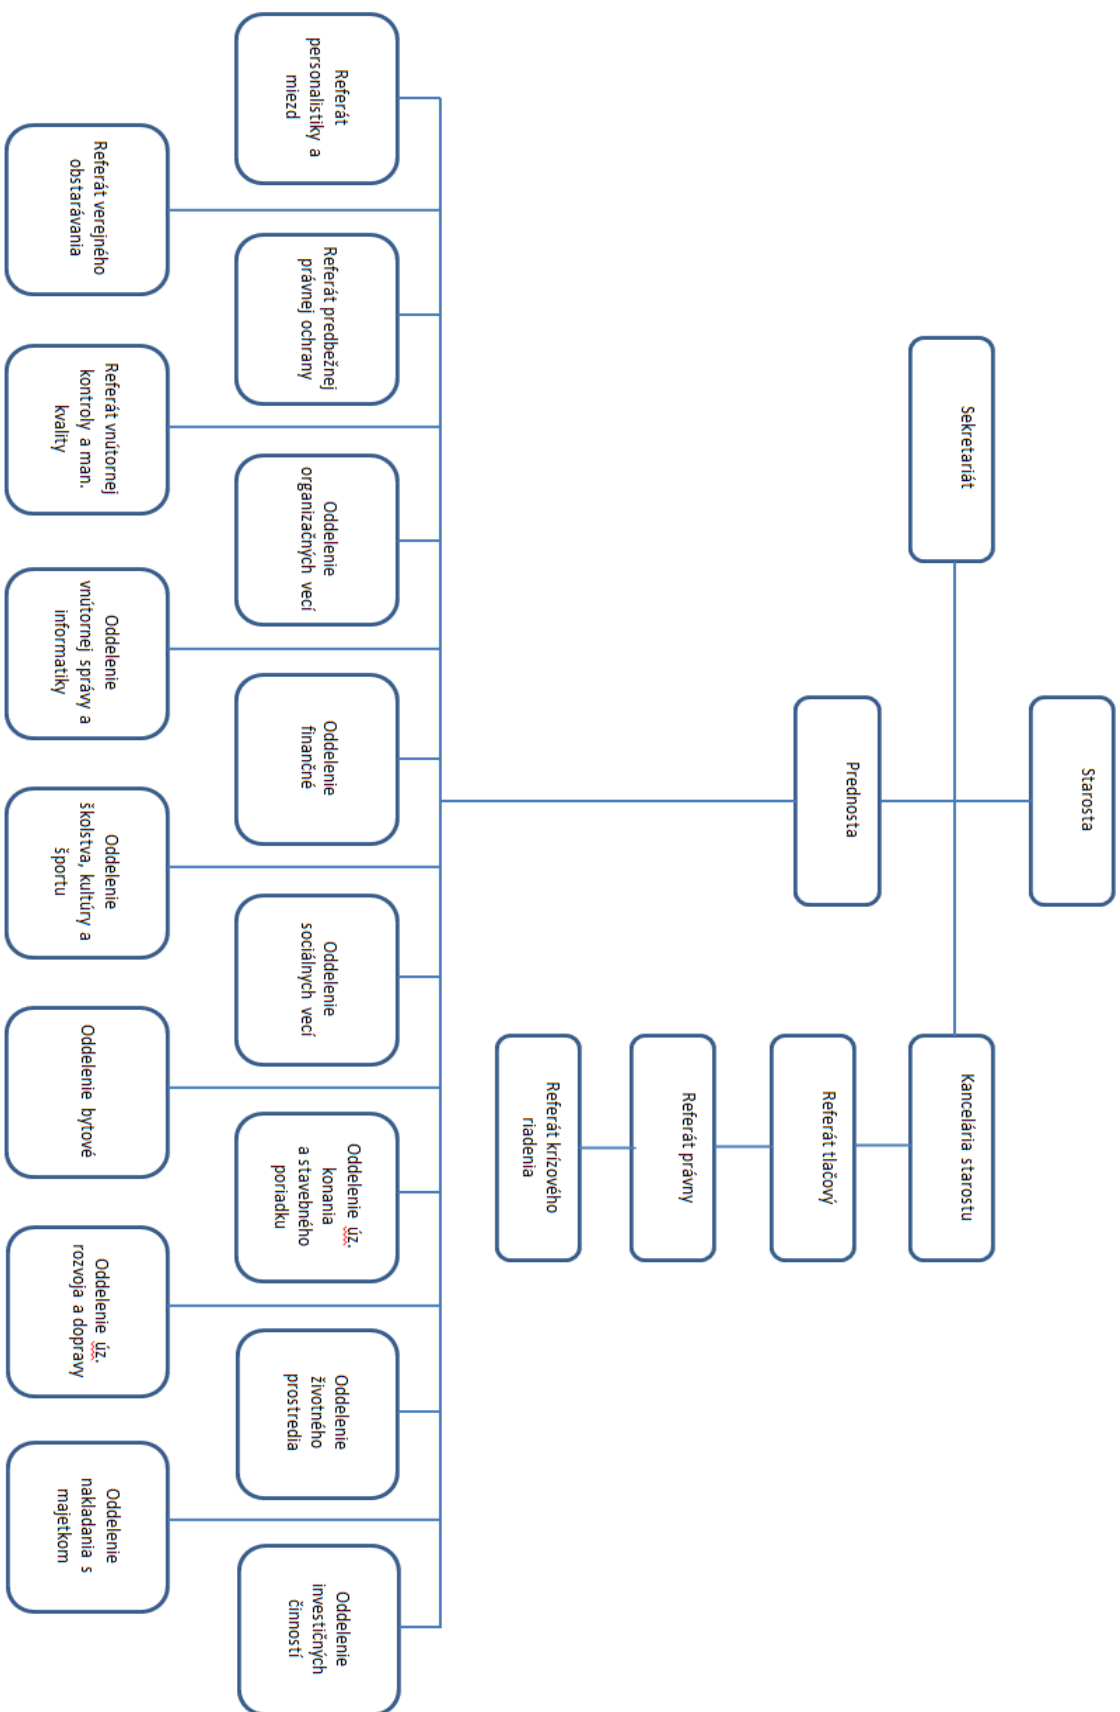 Starosta
Sekretariát
Kancelária starostu
Prednosta
Referát tlačový
Referát právny
Referát krízového
riadenia
Referát
personalistiky a
miezd
Referát predbežnej
právnej ochrany
Oddelenie
organizačných vecí
Oddelenie
finančné
Oddelenie
sociálnych vecí
Oddelenie úz.
konania
a stavebného
poriadku
Oddelenie
životného
prostredia
Oddelenie
investičných
činností
Referát verejného
obstarávania
Referát vnútornej
kontroly a man.
kvality
Oddelenie
vnútornej správy a
informatiky
Oddelenie
školstva, kultúry a
športu
Oddelenie bytové
Oddelenie úz.
rozvoja a dopravy
Oddelenie
nakladania s
majetkom